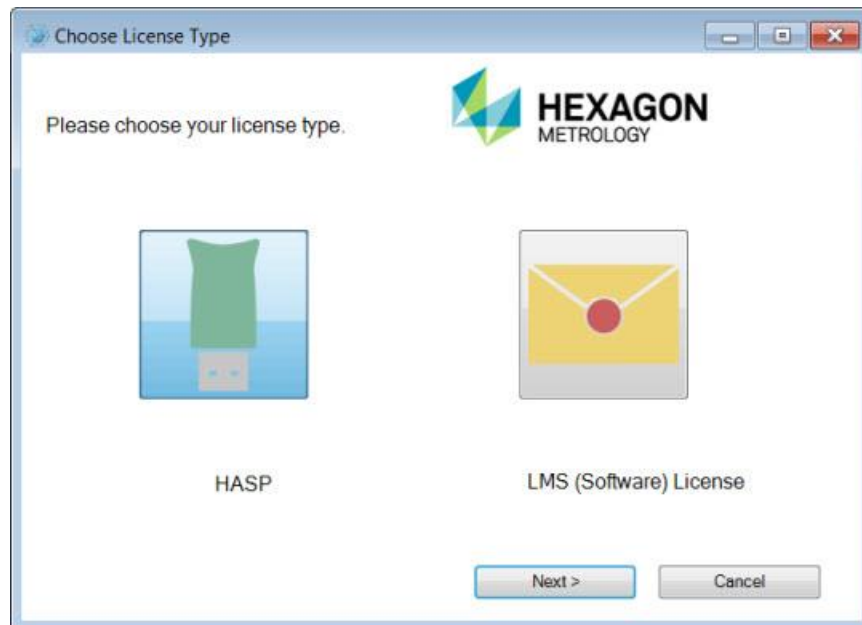 Choose License Type
Please choose your license type.
HEXAGON
METROLOGY
HASP
LMS (Software) License
Next >
Cancel